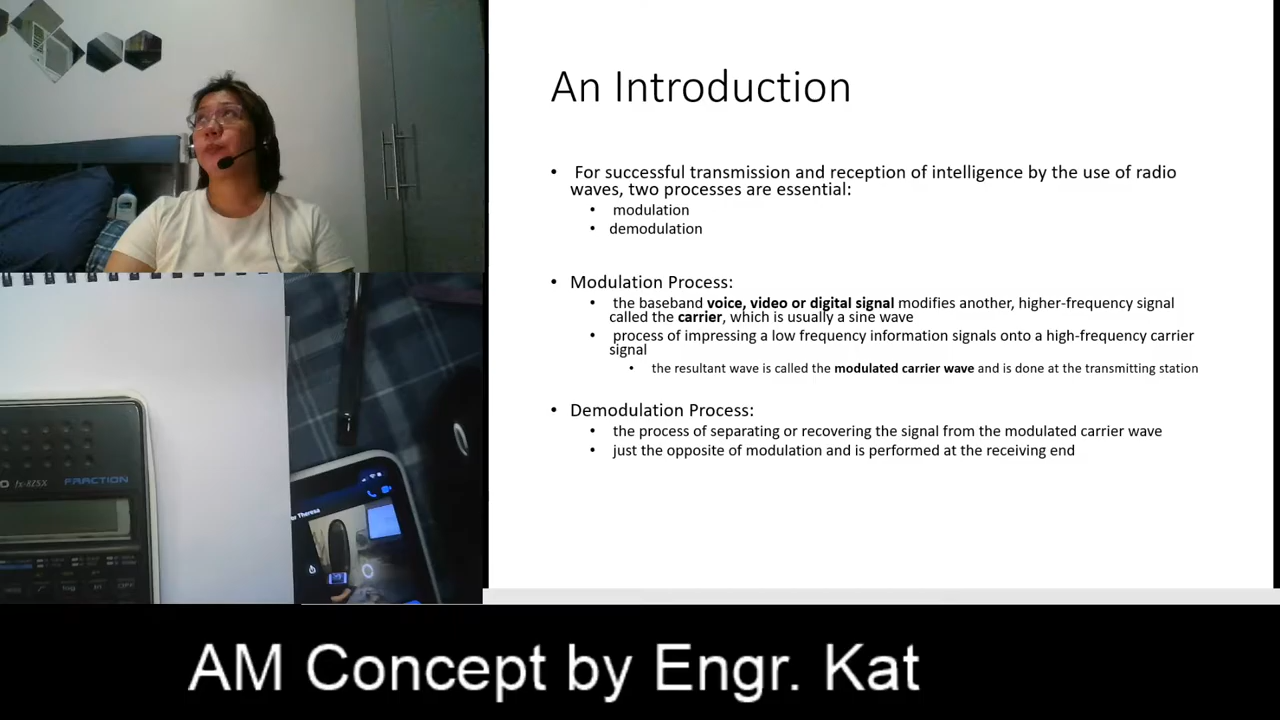 An Introduction
• For successful transmission and reception of intelligence by the use of radio
waves, two processes are essential:
• modulation
• demodulation
• Modulation Process:
• the baseband voice, video or digital signal modifies another, higher-frequency signal
called the carrier, which is usually a sine wave
• process of impressing a low frequency information signals onto a high-frequency carrier
signal
• the resultant wave is called the modulated carrier wave and is done at the transmitting station
• Demodulation Process:
• the process of separating or recovering the signal from the modulated carrier wave
• just the opposite of modulation and is performed at the receiving end
FRACTION
Theresa
AM Concept by Engr. Kat